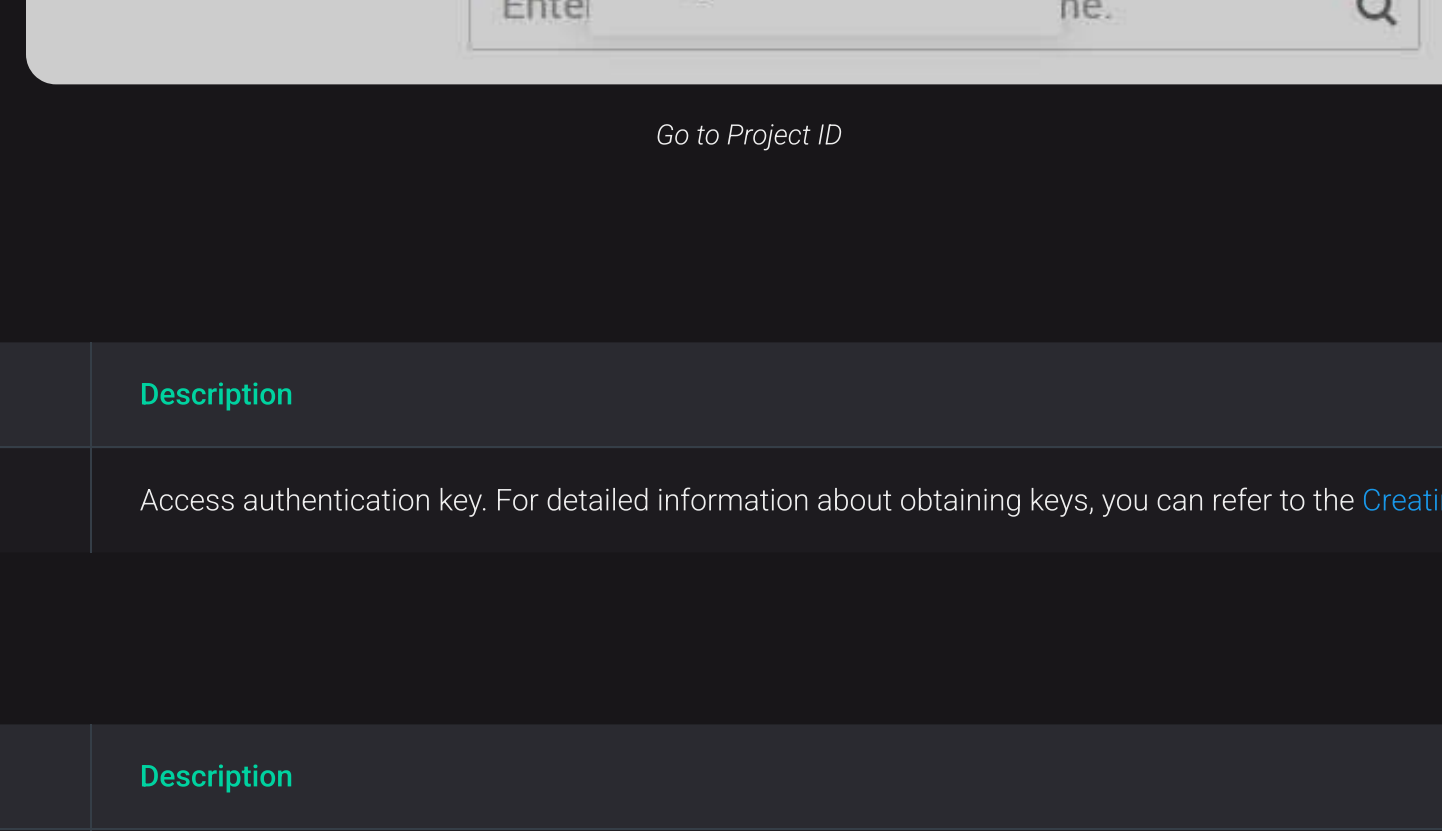 Go to Project ID
Description
Access authentication key. For detailed information about obtaining keys, you can refer to the
Description